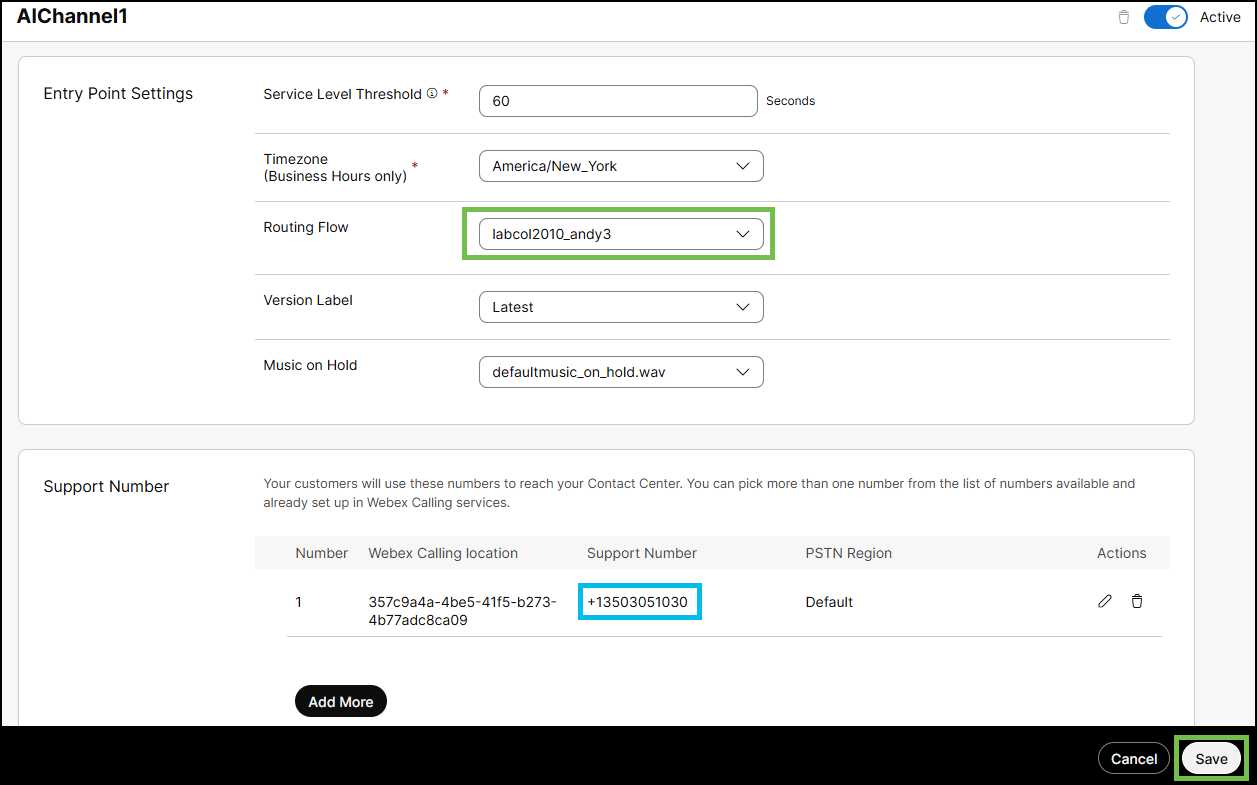 AIChannel1
Active
Entry Point Settings
Service Level Threshold *
60
Seconds
Timezone
(Business Hours only) *
America/New_York
Routing Flow
labcol2010_andy3
Version Label
Latest
Music on Hold
defaultmusic_on_hold.wav
Support Number
Your customers will use these numbers to reach your Contact Center. You can pick more than one number from the list of numbers available and
already set up in Webex Calling services.
Number Webex Calling location Support Number PSTN Region Actions
1 357c9a4a-4be5-41f5-b273- +13503051030 Default
4b77adc8ca09
Add More
Cancel Save